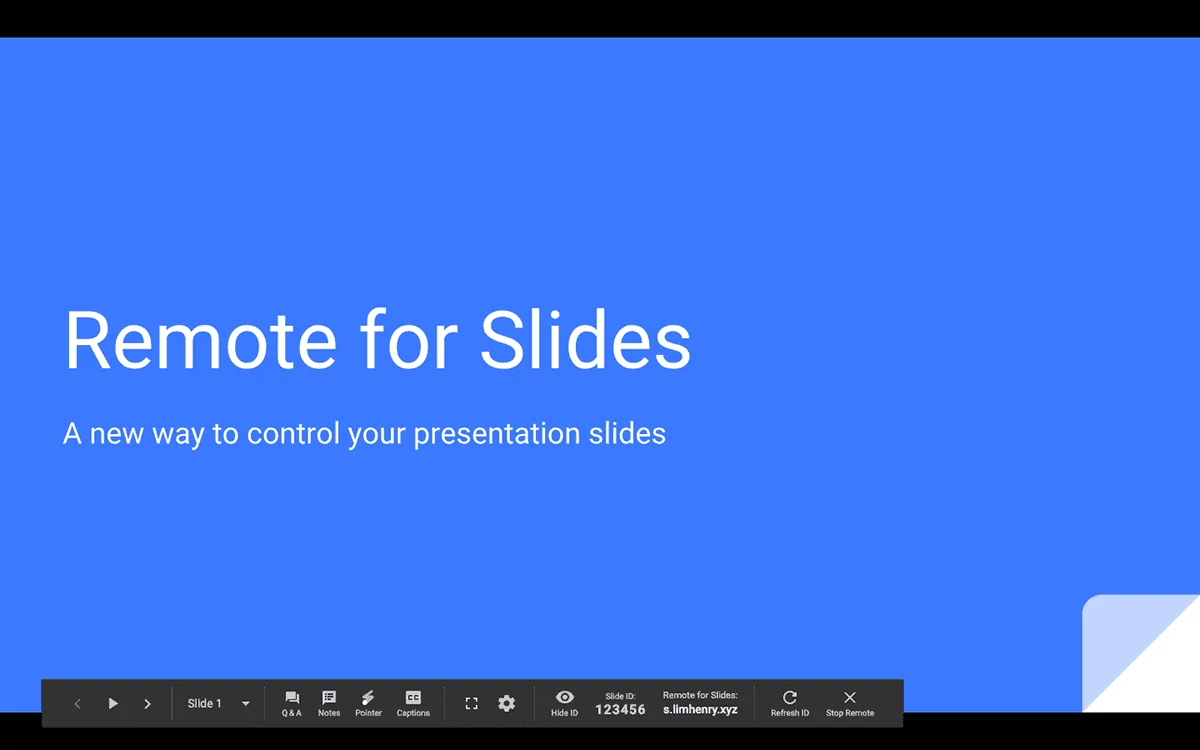 Remote for Slides
A new way to control your presentation slides
Slide 1
Q & A
Notes
Pointer
CC
Captions
Hide ID
Slide ID:
123456
Remote for Slides:
s.limhenry.xyz
Refresh ID
Stop Remote